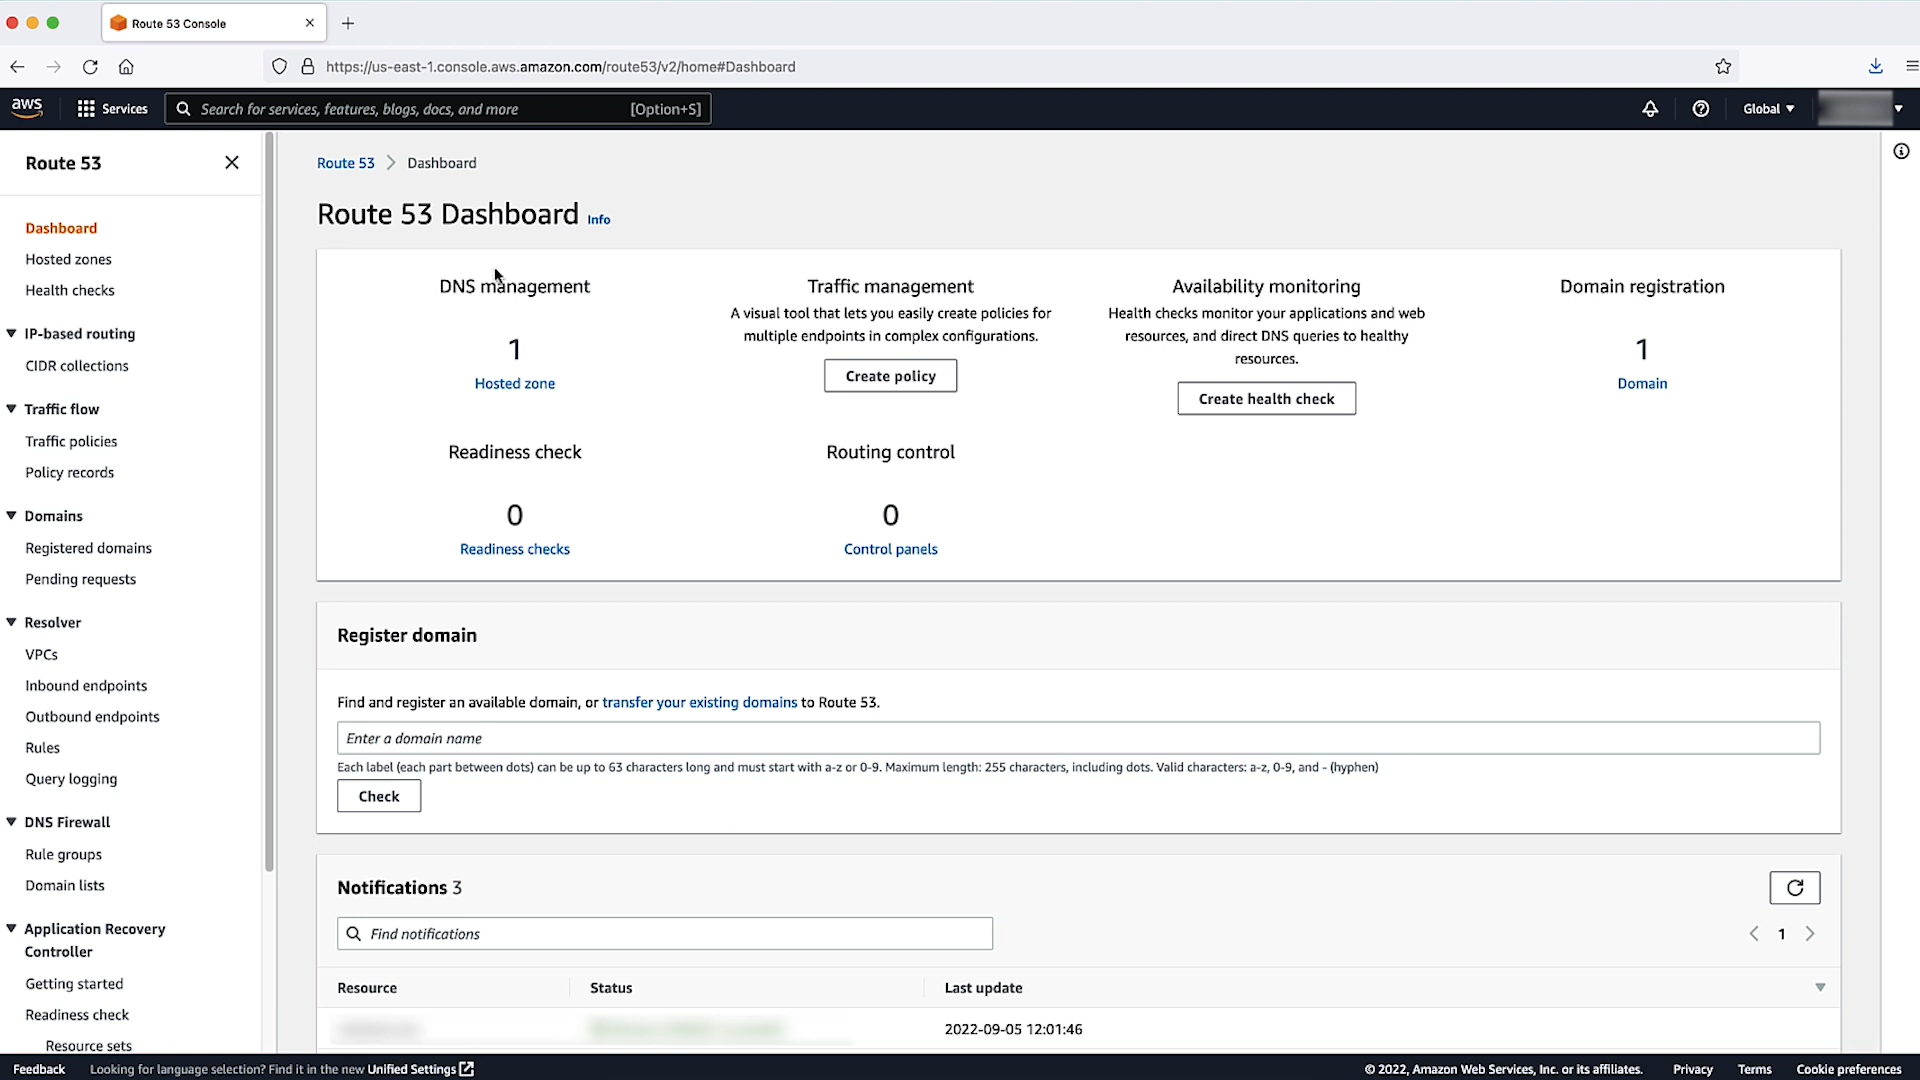 Route 53 Console
https://us-east-1.console.aws.amazon.com/route53/v2/home#Dashboard
aws
Services
Search for services, features, blogs, docs, and more
[Option+S]
Global
Route 53
Dashboard
Hosted zones
Health checks
IP-based routing
CIDR collections
Traffic flow
Traffic policies
Policy records
Domains
Registered domains
Pending requests
Resolver
VPCs
Inbound endpoints
Outbound endpoints
Rules
Query logging
DNS Firewall
Rule groups
Domain lists
Application Recovery
Controller
Getting started
Readiness check
Resource sets
Route 53
Dashboard
Route 53 Dashboard Info
DNS management
1
Hosted zone
Traffic management
A visual tool that lets you easily create policies for
multiple endpoints in complex configurations.
Create policy
Availability monitoring
Health checks monitor your applications and web
resources, and direct DNS queries to healthy
resources.
Create health check
Domain registration
1
Domain
Readiness check
0
Readiness checks
Routing control
0
Control panels
Register domain
Find and register an available domain, or transfer your existing domains to Route 53.
Enter a domain name
Each label (each part between dots) can be up to 63 characters long and must start with a-z or 0-9. Maximum length: 255 characters, including dots. Valid characters: a-z, 0-9, and - (hyphen)
Check
Notifications 3
Find notifications
1
Resource
Status
Last update
2022-09-05 12:01:46
Feedback
Looking for language selection? Find it in the new Unified Settings
© 2022, Amazon Web Services, Inc. or its affiliates.
Privacy
Terms
Cookie preferences